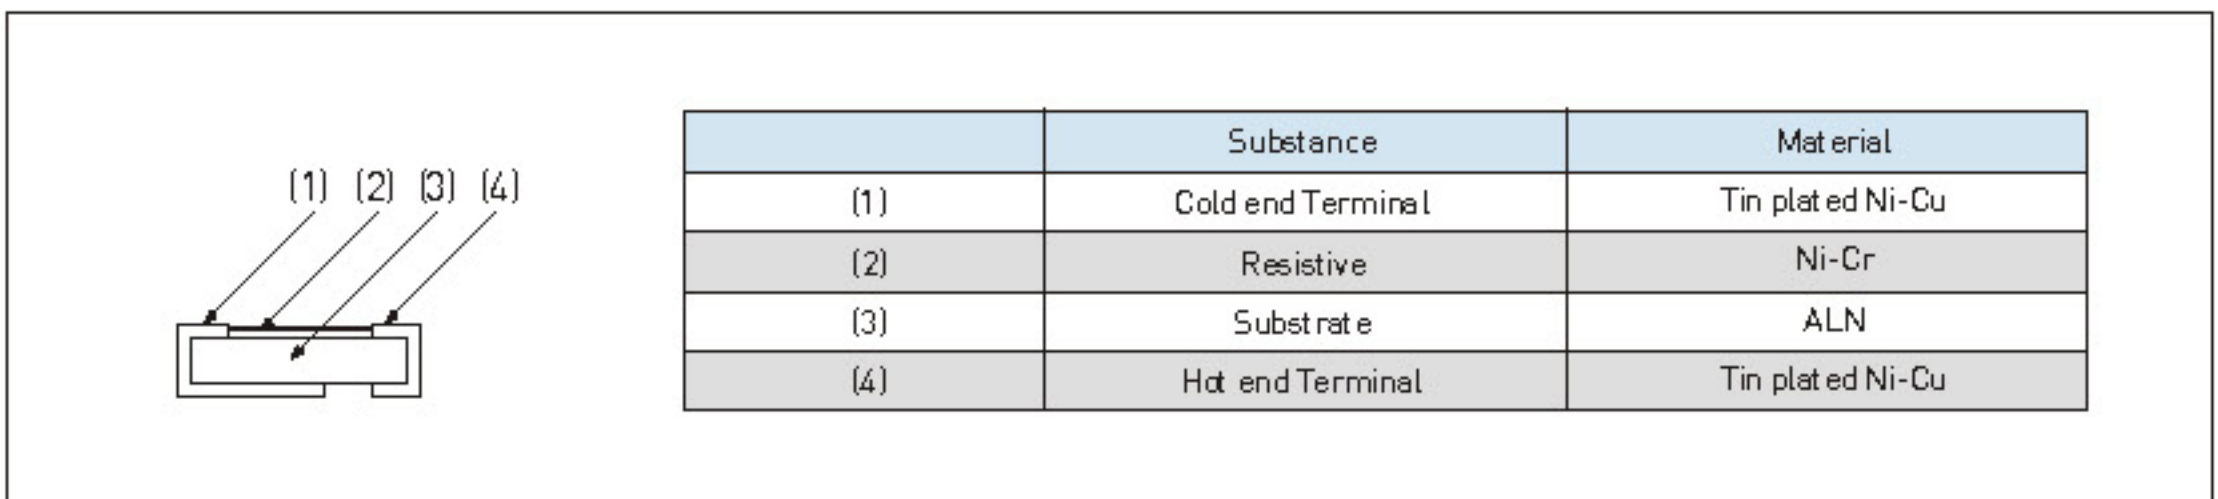 (1) (2) (3) (4)
Substance Material
(1) Cold end Terminal Tin plated Ni-Cu
(2) Resistive Ni-Cr
(3) Substrate ALN
(4) Hot end Terminal Tin plated Ni-Cu